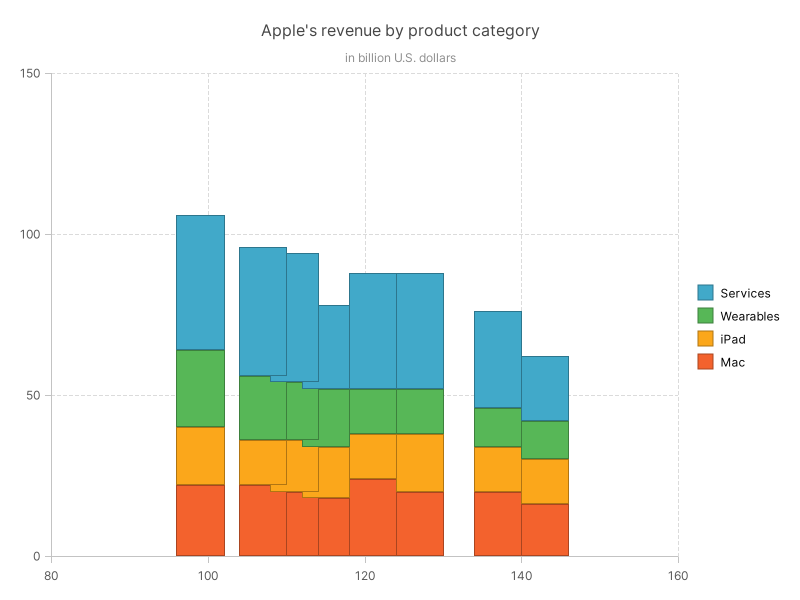 Apple's revenue by product category
in billion U.S. dollars
150
100
50
0
80
100
120
140
160
Services
Wearables
iPad
Mac